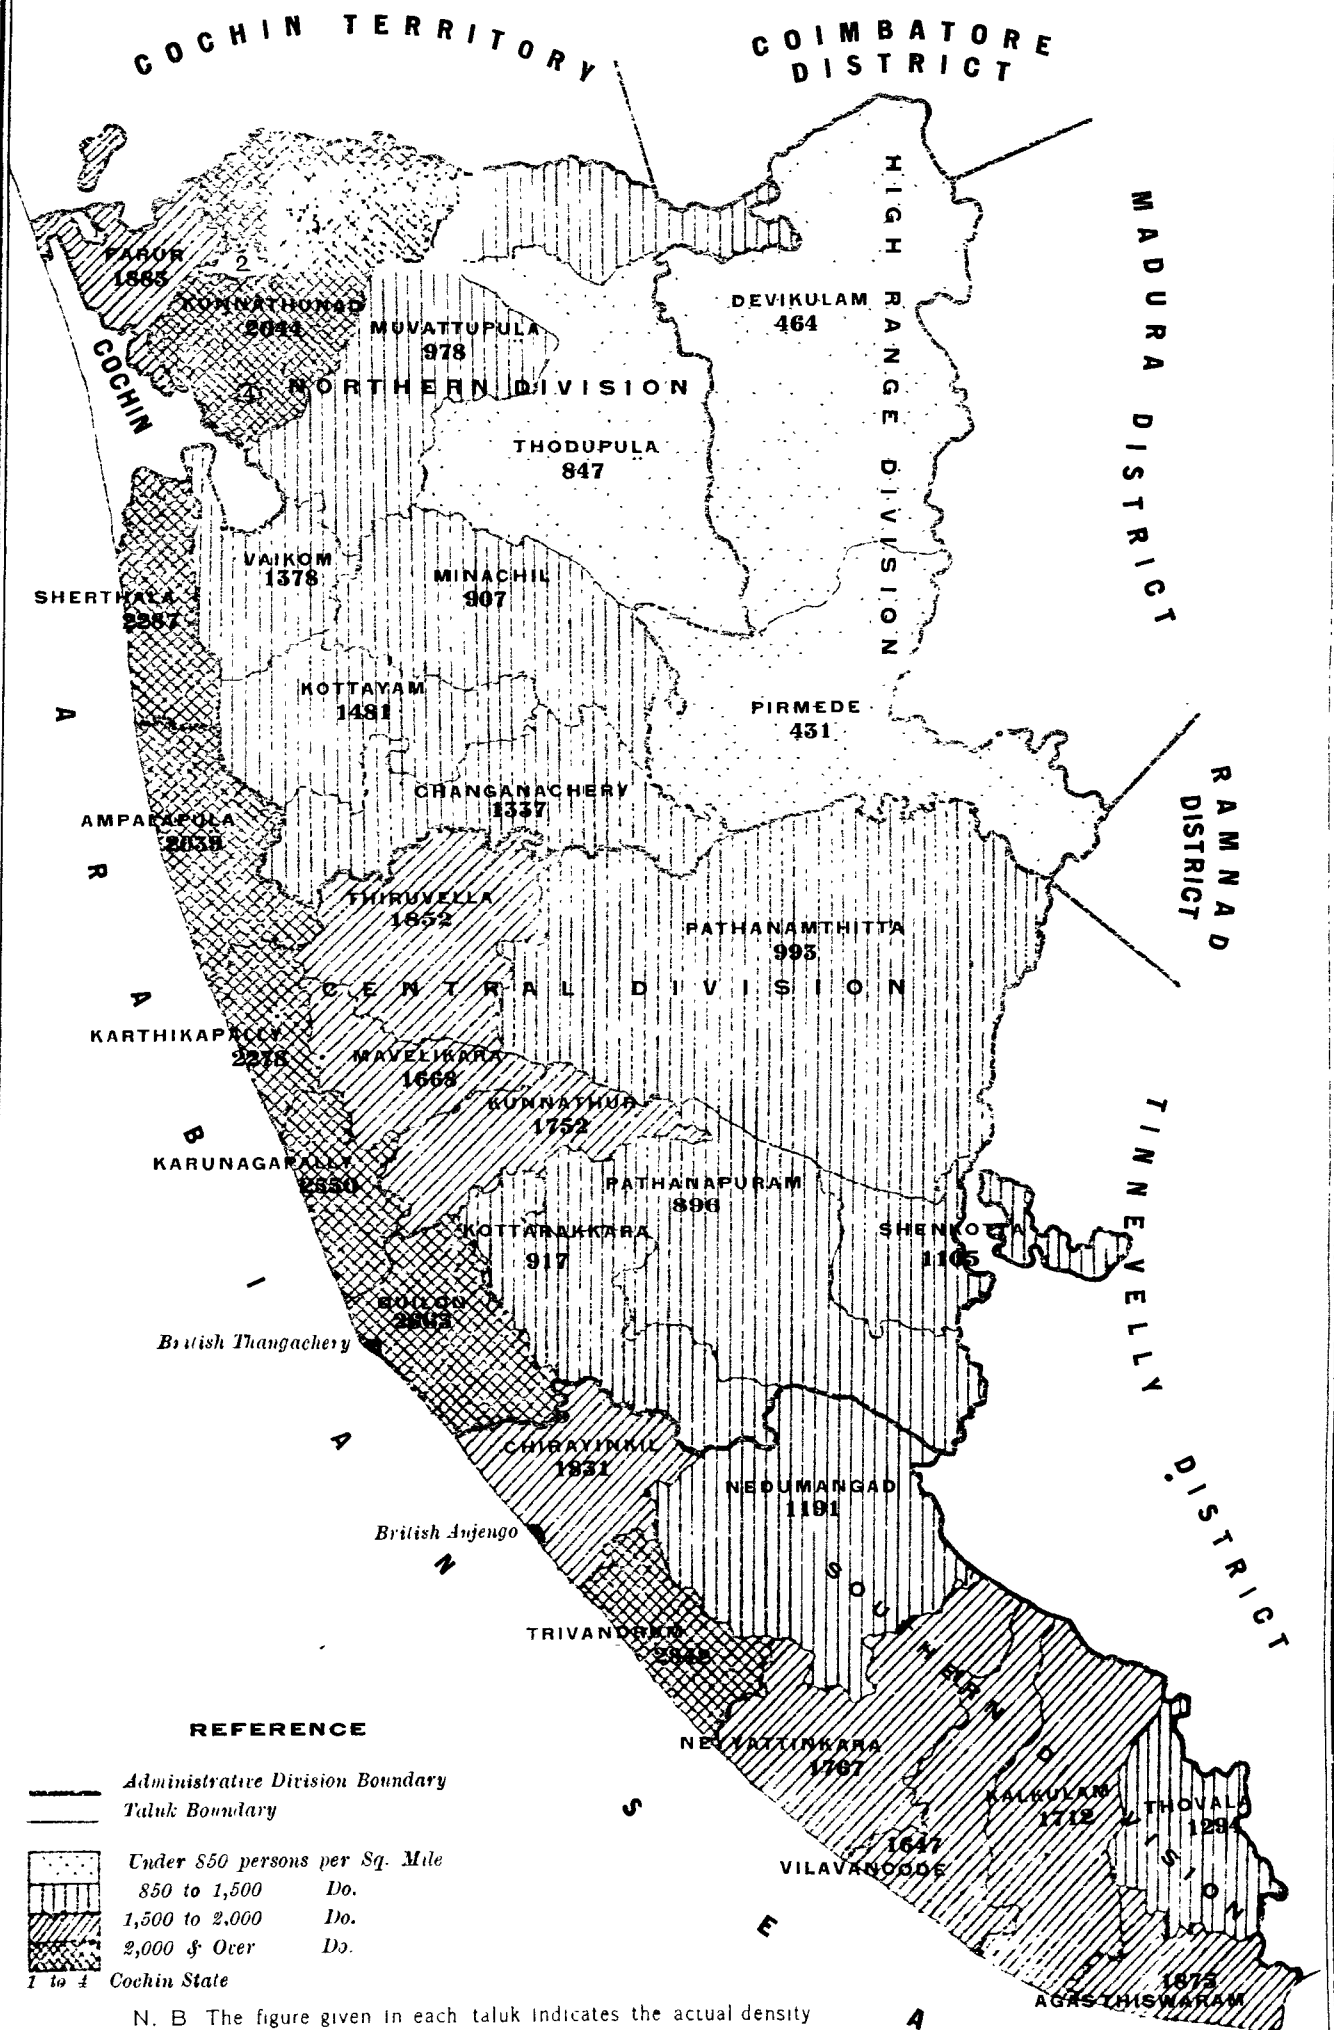 COCHIN TERRITORY
COIMBATORE
DISTRICT
MADURA DISTRICT
HIGH RANGE DIVISION
PARUR
1885
2
KUNNATHUNAD
2044
COCHIN
4
MUVATTUPULA
978
NORTHERN DIVISION
DEVIKULAM
464
THODUPULA
847
VAIKOM
1378
MINACHIL
907
SHERTHALA
KOTTAYAM
1481
PIRMEDE
431
CHANGANACHERY
1337
AMPALAPULA
2039
RAMNAD
DISTRICT
THIRUVELLA
1852
PATHANAMTHITTA
993
CENTRAL DIVISION
KARTHIKAPALLY
2278
MAVELIKARA
1668
KUNNATHUR
1752
KARUNAGAPALLY
PATHANAPURAM
896
KOTTARAKKARA
917
SHENKOTTA
1165
TINNEVELLY DISTRICT
QUILON
British Thangachery
CHIRAYINKIL
1831
NEDUMANGAD
1191
British Anjengo
TRIVANDRUM
SOUTHERN DIVISION
NEYYATTINKARA
1767
KALKULAM
1712
THOVALA
1294
1647
VILAVANCODE
1875
AGASTHISWARAM
ARABIAN SEA
REFERENCE
Administrative Division Boundary
Taluk Boundary
Under 850 persons per Sq. Mile
850 to 1,500 Do.
1,500 to 2,000 Do.
2,000 & Over Do.
1 to 4 Cochin State
N. B The figure given in each taluk indicates the actual density